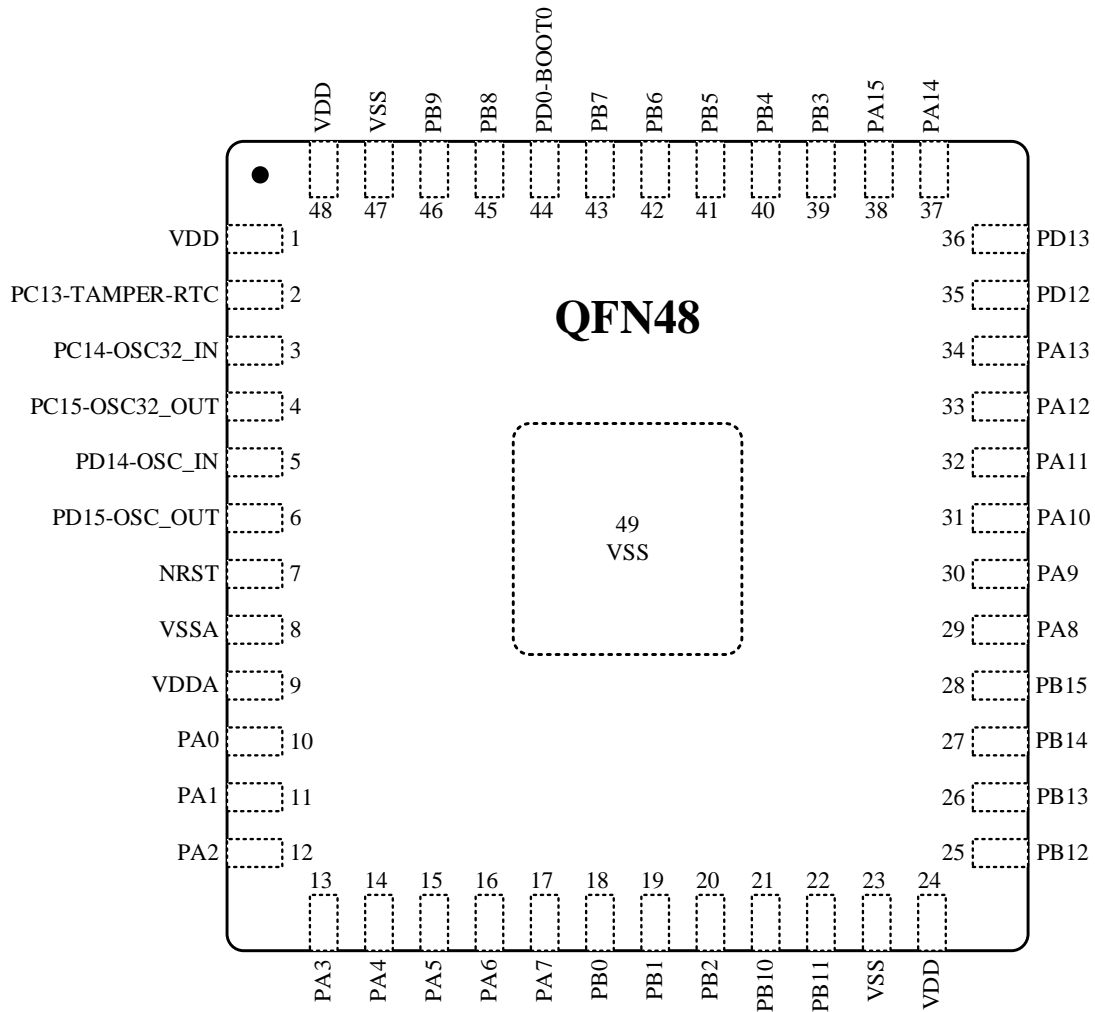 PD0-BOOT0
VDD VSS PB9 PB8 PB7 PB6 PB5 PB4 PB3 PA15 PA14
48 47 46 45 44 43 42 41 40 39 38 37
VDD 1 36 PD13
PC13-TAMPER-RTC 2 35 PD12
QFN48
PC14-OSC32_IN 3 34 PA13
PC15-OSC32_OUT 4 33 PA12
PD14-OSC_IN 5 32 PA11
PD15-OSC_OUT 6 31 PA10
49
VSS
NRST 7 30 PA9
VSSA 8 29 PA8
VDDA 9 28 PB15
PA0 10 27 PB14
PA1 11 26 PB13
PA2 12 25 PB12
13 14 15 16 17 18 19 20 21 22 23 24
PA3 PA4 PA5 PA6 PA7 PB0 PB1 PB2 PB10 PB11 VSS VDD